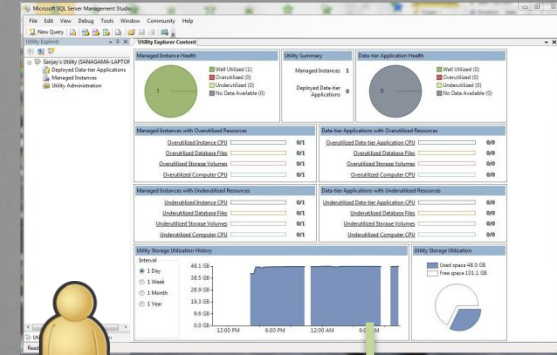 Microsoft SQL Server Management Studio
File Edit View Debug Tools Window Community Help
New Query
Utility Explorer
Utility Explorer Content
Sanjay's Utility (SANAGAMA-LAPTOP
Deployed Data-tier Applications
Managed Instances
Utility Administration
Managed Instance Health
Utility Summary
Data-tier Application Health
1
Well Utilized (1)
Overutilized (0)
Underutilized (0)
No Data Available (0)
Managed Instances 1
Deployed Data-tier Applications 0
0
Well Utilized (0)
Overutilized (0)
Underutilized (0)
No Data Available (0)
Managed Instances with Overutilized Resources
Data-tier Applications with Overutilized Resources
Overutilized Instance CPU 0/1
Overutilized Data-tier Application CPU 0/0
Overutilized Database Files 0/1
Overutilized Database Files 0/0
Overutilized Storage Volumes 0/1
Overutilized Storage Volumes 0/0
Overutilized Computer CPU 0/1
Overutilized Computer CPU 0/0
Managed Instances with Underutilized Resources
Data-tier Applications with Underutilized Resources
Underutilized Instance CPU 0/1
Underutilized Data-tier Application CPU 0/0
Underutilized Database Files 0/1
Underutilized Database Files 0/0
Underutilized Storage Volumes 0/1
Underutilized Storage Volumes 0/0
Underutilized Computer CPU 0/1
Underutilized Computer CPU 0/0
Utility Storage Utilization History
Utility Storage Utilization
Interval
1 Day
1 Week
1 Month
1 Year
48.1 GB
38.5 GB
28.9 GB
19.3 GB
9.6 GB
0.0 GB
12:00 PM 6:00 PM 12:00 AM 6:00 AM
Used space 48.0 GB
Free space 101.1 GB